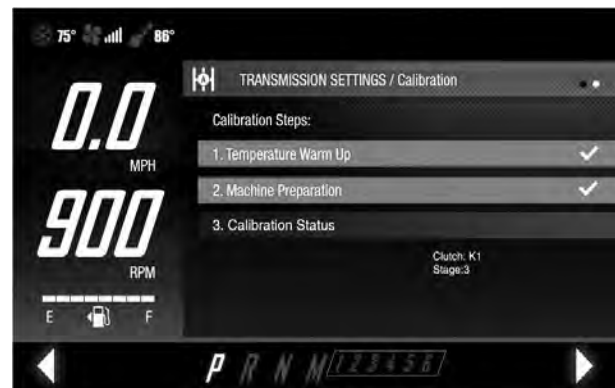 75° 86°
TRANSMISSION SETTINGS / Calibration
0.0
MPH
900
RPM
E F
Calibration Steps:
1. Temperature Warm Up
2. Machine Preparation
3. Calibration Status
Clutch: K1
Stage:3
P R N M 1 2 3 4 5 6 7